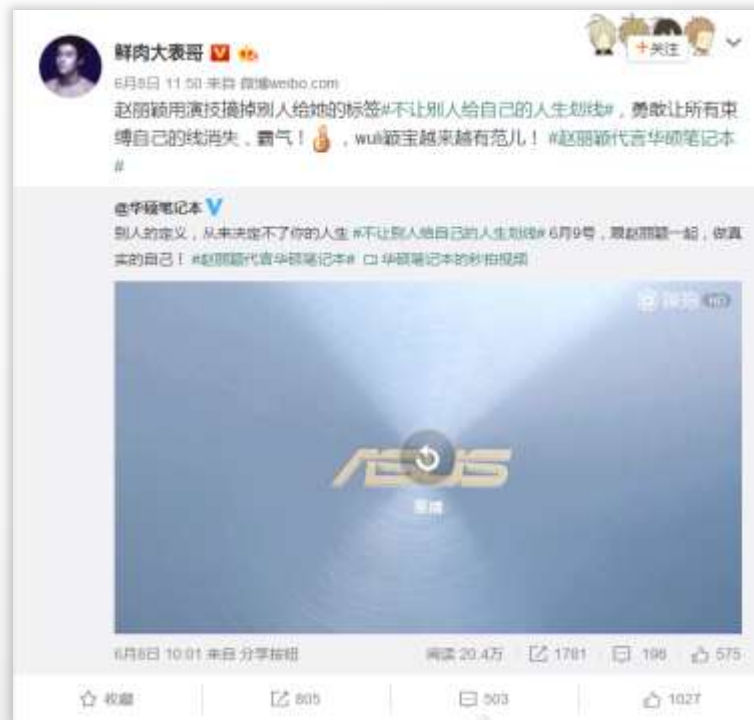 鲜肉大表哥
+关注
6月8日 11:50 来自 微博weibo.com
赵丽颖用演技摘掉别人给她的标签#不让别人给自己的人生划线#，勇敢让所有束
缚自己的线消失，霸气！，wuli颖宝越来越有范儿！#赵丽颖代言华硕笔记本
#
@华硕笔记本
别人的定义，从来决定不了你的人生 #不让别人给自己的人生划线# 6月9号，跟赵丽颖一起，做真
实的自己！ #赵丽颖代言华硕笔记本# 华硕笔记本的秒拍视频
秒拍 HD
ASUS
重播
6月8日 10:01 来自 分享按钮 阅读 20.4万 1781 198 575
收藏 805 503 1027